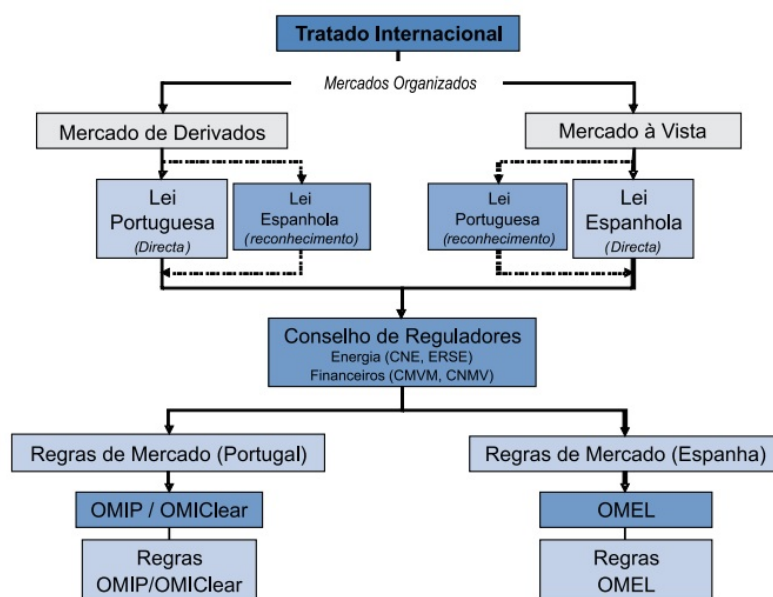 Tratado Internacional
Mercados Organizados
Mercado de Derivados
Mercado à Vista
Lei
Portuguesa
(Directa)
Lei
Espanhola
(reconhecimento)
Lei
Portuguesa
(reconhecimento)
Lei
Espanhola
(Directa)
Conselho de Reguladores
Energia (CNE, ERSE)
Financeiros (CMVM, CNMV)
Regras de Mercado (Portugal)
Regras de Mercado (Espanha)
OMIP / OMIClear
OMEL
Regras
OMIP/OMIClear
Regras
OMEL